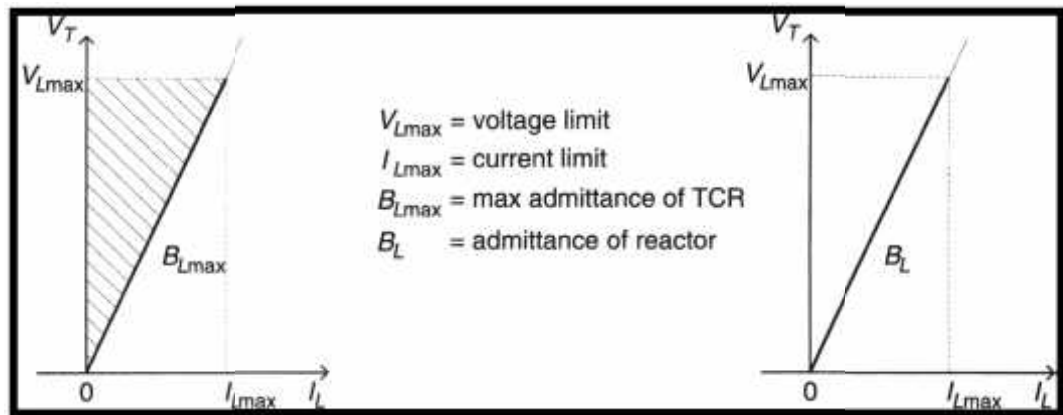 V_T
V_Lmax
B_Lmax
0
I_Lmax
I_L
V_Lmax = voltage limit
I_Lmax = current limit
B_Lmax = max admittance of TCR
B_L = admittance of reactor
V_T
V_Lmax
B_L
0
I_Lmax
I_L